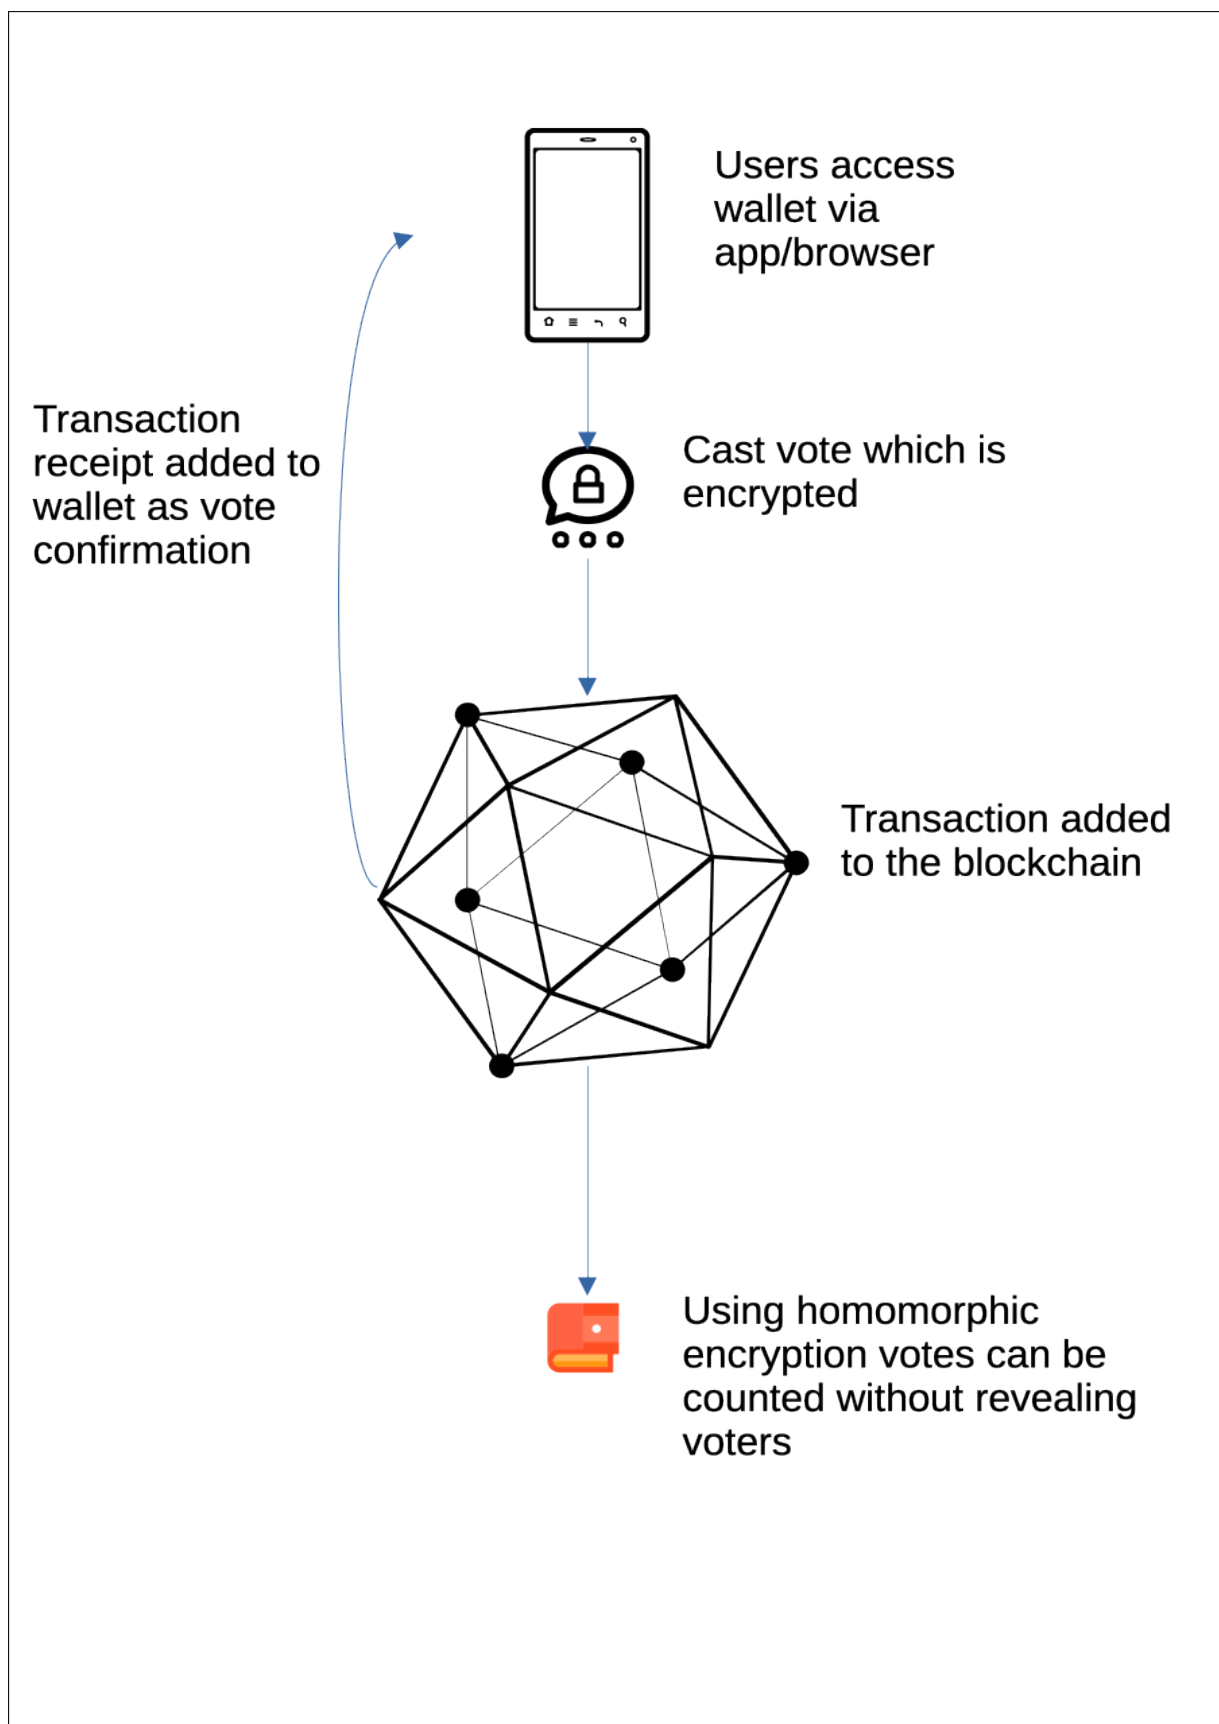 Users access
wallet via
app/browser
Transaction
receipt added to
wallet as vote
confirmation
Cast vote which is
encrypted
Transaction added
to the blockchain
Using homomorphic
encryption votes can be
counted without revealing
voters